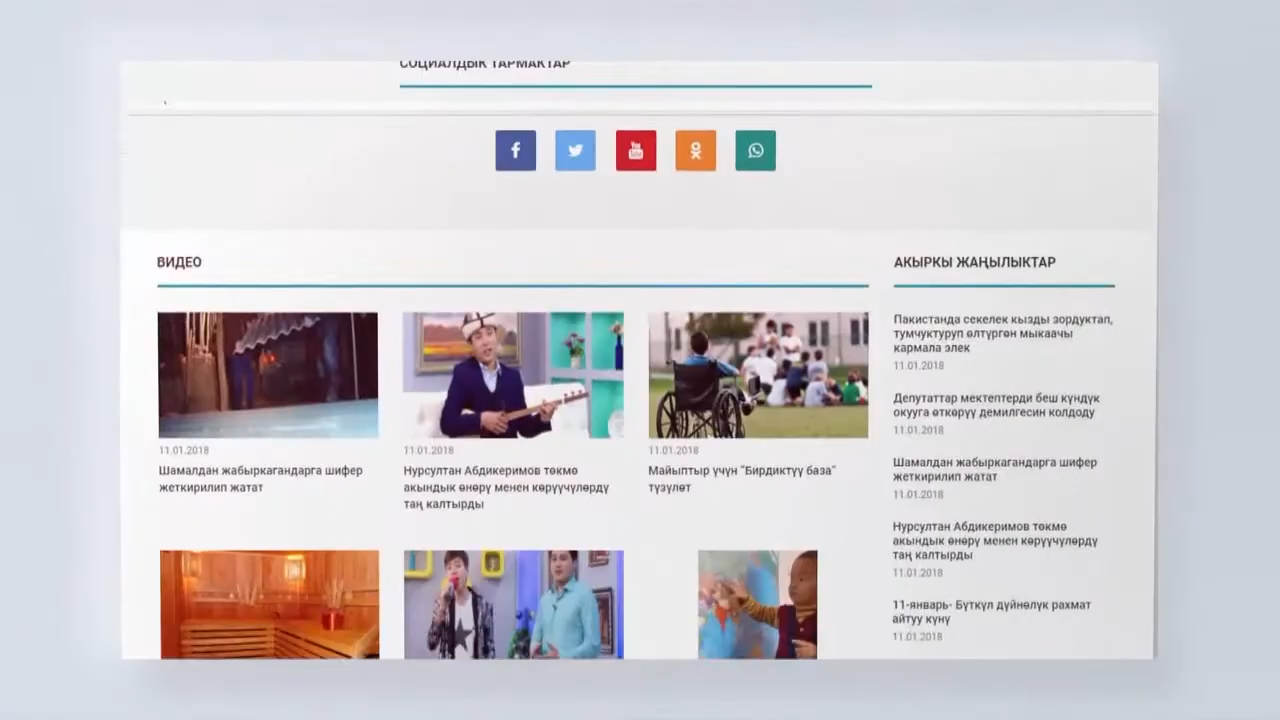 СОЦИАЛДЫК ТАРМАКТАР
You
Tube
ВИДЕО
11.01.2018
Шамалдан жабыркагандарга шифер
жеткирилип жатат
11.01.2018
Нурсултан Абдикеримов төкмө
акындык өнөрү менен көрүүчүлөрдү
таң калтырды
11.01.2018
Майыптыр үчүн "Бирдиктүү база"
түзүлөт
АКЫРКЫ ЖАҢЫЛЫКТАР
Пакистанда секелек кызды зордуктап,
тумчуктуруп өлтүргөн мыкаачы
кармала элек
11.01.2018
Депутаттар мектептерди беш күндүк
окууга өткөрүү демилгесин колдоду
11.01.2018
Шамалдан жабыркагандарга шифер
жеткирилип жатат
11.01.2018
Нурсултан Абдикеримов төкмө
акындык өнөрү менен көрүүчүлөрдү
таң калтырды
11.01.2018
11-январь- Бүткүл дүйнөлүк рахмат
айтуу күнү
11.01.2018